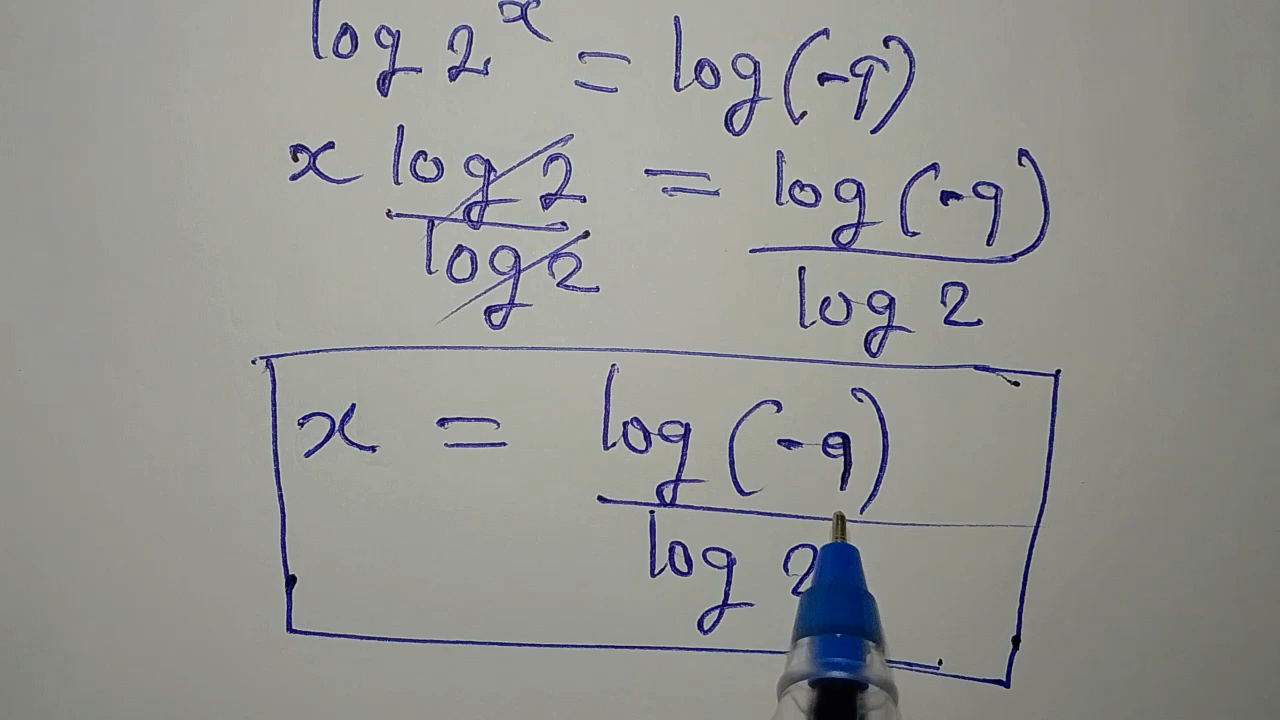 log 2^x = log(-9)
x log 2 / log 2 = log(-9) / log 2
x = log(-9) / log 2